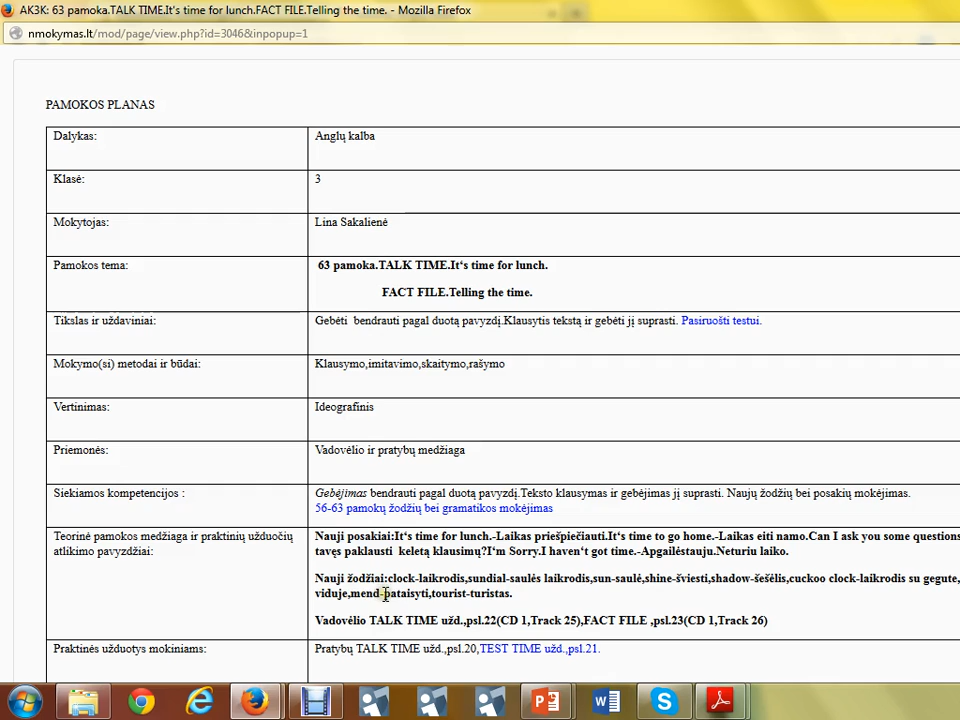 AK3K: 63 pamoka.TALK TIME.It's time for lunch.FACT FILE.Telling the time. - Mozilla Firefox
nmokymas.lt/mod/page/view.php?id=3046&inpopup=1
PAMOKOS PLANAS
Dalykas: Anglų kalba
Klasė: 3
Mokytojas: Lina Sakalienė
Pamokos tema: 63 pamoka.TALK TIME.It‘s time for lunch.
FACT FILE.Telling the time.
Tikslas ir uždaviniai: Gebėti bendrauti pagal duotą pavyzdį.Klausytis tekstą ir gebėti jį suprasti. Pasiruošti testui.
Mokymo(si) metodai ir būdai: Klausymo,imitavimo,skaitymo,rašymo
Vertinimas: Ideografinis
Priemonės: Vadovėlio ir pratybų medžiaga
Siekiamos kompetencijos : Gebėjimas bendrauti pagal duotą pavyzdį.Teksto klausymas ir gebėjimas jį suprasti. Naujų žodžių bei posakių mokėjimas.
56-63 pamokų žodžių bei gramatikos mokėjimas
Teorinė pamokos medžiaga ir praktinių užduočių Nauji posakiai:It‘s time for lunch.-Laikas priešpiečiauti.It‘s time to go home.-Laikas eiti namo.Can I ask you some questions
atlikimo pavyzdžiai: tavęs paklausti keletą klausimų?I‘m Sorry.I haven‘t got time.-Apgailėstauju.Neturiu laiko.
Nauji žodžiai:clock-laikrodis,sundial-saulės laikrodis,sun-saulė,shine-šviesti,shadow-šešėlis,cuckoo clock-laikrodis su gegute,
viduje,mend-pataisyti,tourist-turistas.
Vadovėlio TALK TIME užd.,psl.22(CD 1,Track 25),FACT FILE ,psl.23(CD 1,Track 26)
Praktinės užduotys mokiniams: Pratybų TALK TIME užd.,psl.20,TEST TIME užd.,psl.21.